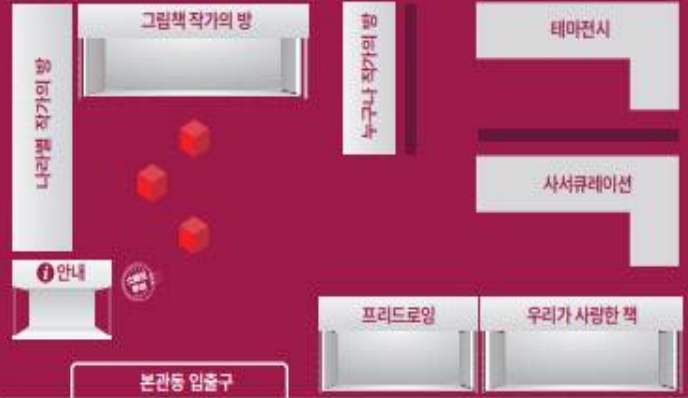 그림책 작가의 방
나라쌤 작가의 방
누구나 작가의 방
테마전시
사서큐레이션
i 안내
프리드로잉
우리가 사랑한 책
본관동 입출구